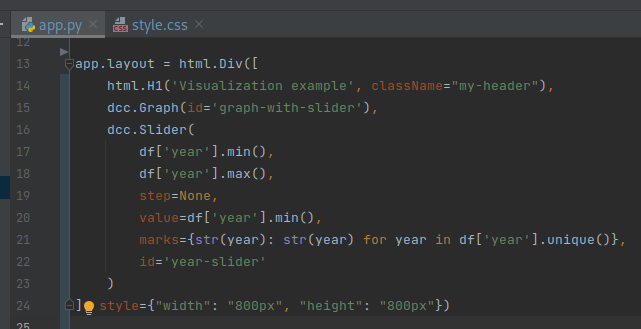 app.py
style.css
12
13 app.layout = html.Div([
14 html.H1('Visualization example', className="my-header"),
15 dcc.Graph(id='graph-with-slider'),
16 dcc.Slider(
17 df['year'].min(),
18 df['year'].max(),
19 step=None,
20 value=df['year'].min(),
21 marks={str(year): str(year) for year in df['year'].unique()},
22 id='year-slider'
23 )
24 ] style={"width": "800px", "height": "800px"})
25